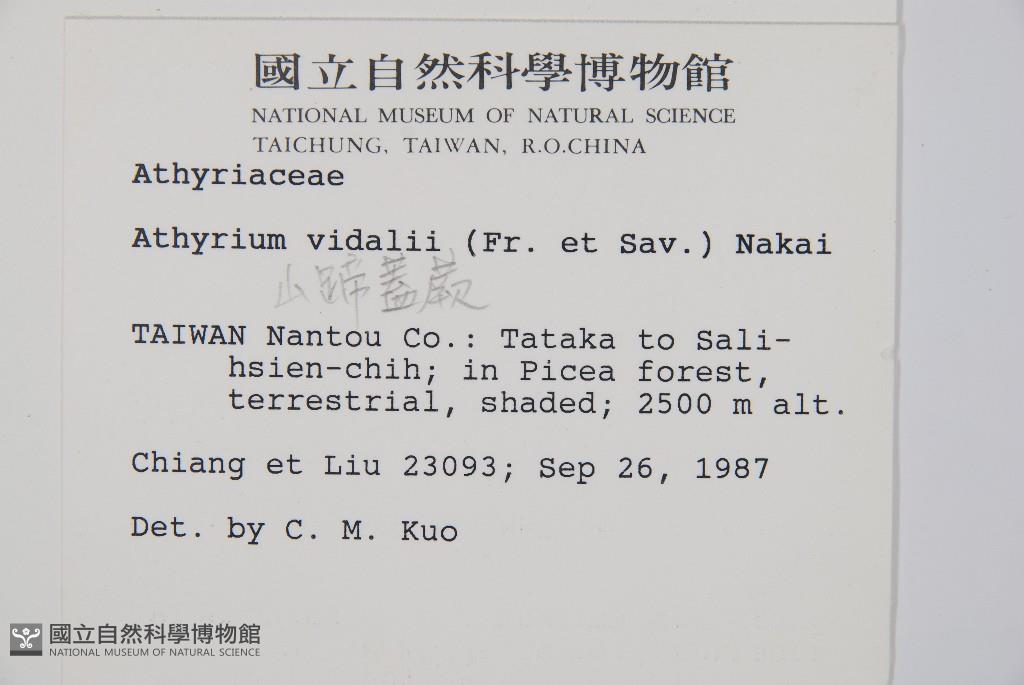 國立自然科學博物館
NATIONAL MUSEUM OF NATURAL SCIENCE
TAICHUNG, TAIWAN, R.O.CHINA
Athyriaceae
Athyrium vidalii (Fr. et Sav.) Nakai
山蹄蓋蕨
TAIWAN Nantou Co.: Tataka to Sali-
hsien-chih; in Picea forest,
terrestrial, shaded; 2500 m alt.
Chiang et Liu 23093; Sep 26, 1987
Det. by C. M. Kuo
國立自然科學博物館
NATIONAL MUSEUM OF NATURAL SCIENCE